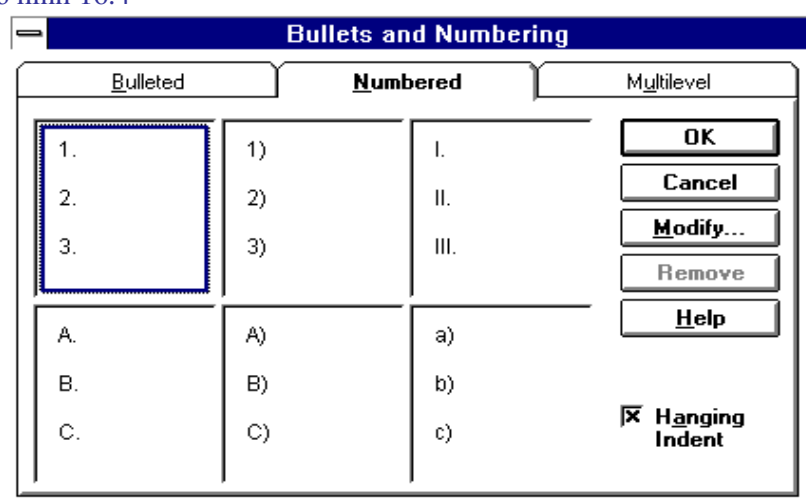 Bullets and Numbering
Bulleted Numbered Multilevel
1. 1) I.
2. 2) II.
3. 3) III.
A. A) a)
B. B) b)
C. C) c)
OK
Cancel
Modify...
Remove
Help
Hanging
Indent